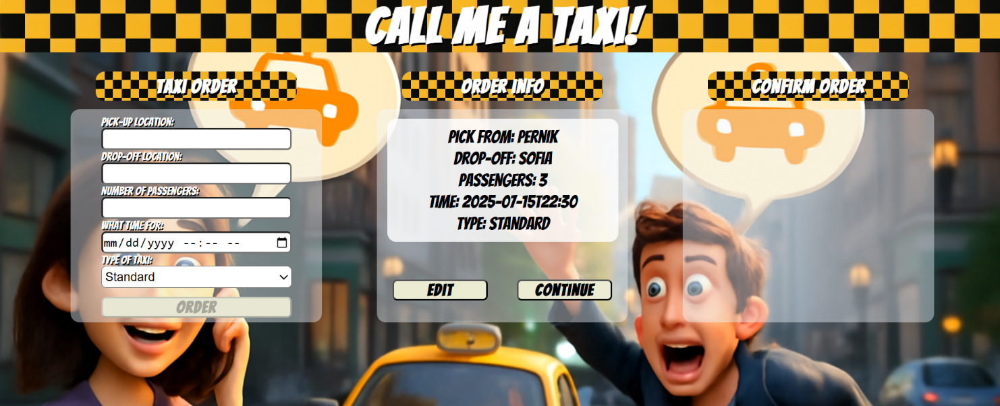 CALL ME A TAXI!
TAXI ORDER
PICK-UP LOCATION:
DROP-OFF LOCATION:
NUMBER OF PASSENGERS:
WHAT TIME FOR:
mm/dd/yyyy --:-- --
TYPE OF TAXI:
Standard
ORDER
ORDER INFO
PICK FROM: PERNIK
DROP-OFF: SOFIA
PASSENGERS: 3
TIME: 2025-07-15T22:30
TYPE: STANDARD
EDIT CONTINUE
CONFIRM ORDER